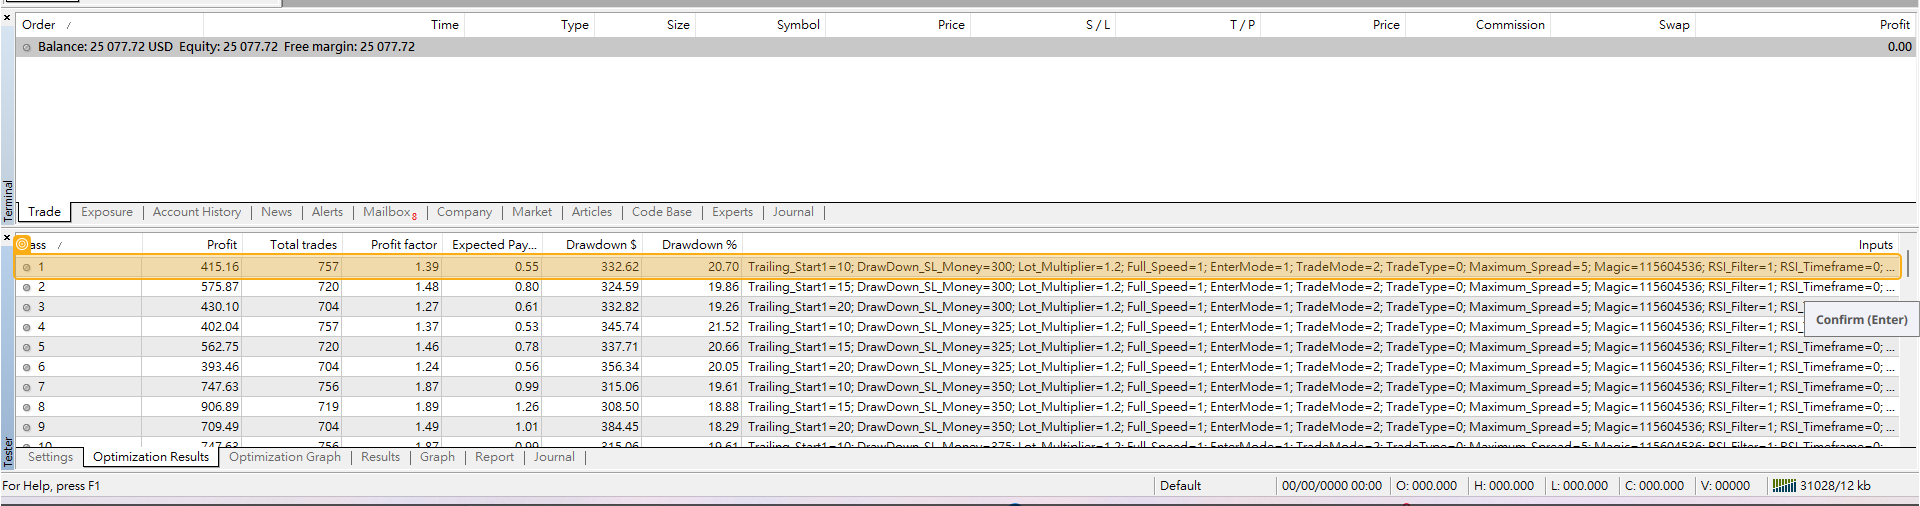 Order / Time Type Size Symbol Price S / L T / P Price Commission Swap Profit
Balance: 25 077.72 USD Equity: 25 077.72 Free margin: 25 077.72 0.00
Terminal
Trade Exposure Account History News Alerts Mailbox 8 Company Market Articles Code Base Experts Journal
ass / Profit Total trades Profit factor Expected Pay... Drawdown $ Drawdown % Inputs
1 415.16 757 1.39 0.55 332.62 20.70 Trailing_Start1=10; DrawDown_SL_Money=300; Lot_Multiplier=1.2; Full_Speed=1; EnterMode=1; TradeMode=2; TradeType=0; Maximum_Spread=5; Magic=115604536; RSI_Filter=1; RSI_Timeframe=0; ...
2 575.87 720 1.48 0.80 324.59 19.86 Trailing_Start1=15; DrawDown_SL_Money=300; Lot_Multiplier=1.2; Full_Speed=1; EnterMode=1; TradeMode=2; TradeType=0; Maximum_Spread=5; Magic=115604536; RSI_Filter=1; RSI_Timeframe=0; ...
3 430.10 704 1.27 0.61 332.82 19.26 Trailing_Start1=20; DrawDown_SL_Money=300; Lot_Multiplier=1.2; Full_Speed=1; EnterMode=1; TradeMode=2; TradeType=0; Maximum_Spread=5; Magic=115604536; RSI_Filter=1;
4 402.04 757 1.37 0.53 345.74 21.52 Trailing_Start1=10; DrawDown_SL_Money=325; Lot_Multiplier=1.2; Full_Speed=1; EnterMode=1; TradeMode=2; TradeType=0; Maximum_Spread=5; Magic=115604536; RSI_Filter=1;
Confirm (Enter)
5 562.75 720 1.46 0.78 337.71 20.66 Trailing_Start1=15; DrawDown_SL_Money=325; Lot_Multiplier=1.2; Full_Speed=1; EnterMode=1; TradeMode=2; TradeType=0; Maximum_Spread=5; Magic=115604536; RSI_Filter=1; RSI_Timeframe=0; ...
6 393.46 704 1.24 0.56 356.34 20.05 Trailing_Start1=20; DrawDown_SL_Money=325; Lot_Multiplier=1.2; Full_Speed=1; EnterMode=1; TradeMode=2; TradeType=0; Maximum_Spread=5; Magic=115604536; RSI_Filter=1; RSI_Timeframe=0; ...
7 747.63 756 1.87 0.99 315.06 19.61 Trailing_Start1=10; DrawDown_SL_Money=350; Lot_Multiplier=1.2; Full_Speed=1; EnterMode=1; TradeMode=2; TradeType=0; Maximum_Spread=5; Magic=115604536; RSI_Filter=1; RSI_Timeframe=0; ...
8 906.89 719 1.89 1.26 308.50 18.88 Trailing_Start1=15; DrawDown_SL_Money=350; Lot_Multiplier=1.2; Full_Speed=1; EnterMode=1; TradeMode=2; TradeType=0; Maximum_Spread=5; Magic=115604536; RSI_Filter=1; RSI_Timeframe=0; ...
9 709.49 704 1.49 1.01 384.45 18.29 Trailing_Start1=20; DrawDown_SL_Money=350; Lot_Multiplier=1.2; Full_Speed=1; EnterMode=1; TradeMode=2; TradeType=0; Maximum_Spread=5; Magic=115604536; RSI_Filter=1; RSI_Timeframe=0; ...
Tester
Settings Optimization Results Optimization Graph Results Graph Report Journal
For Help, press F1 Default 00/00/0000 00:00 O: 000.000 H: 000.000 L: 000.000 C: 000.000 V: 00000 31028/12 kb